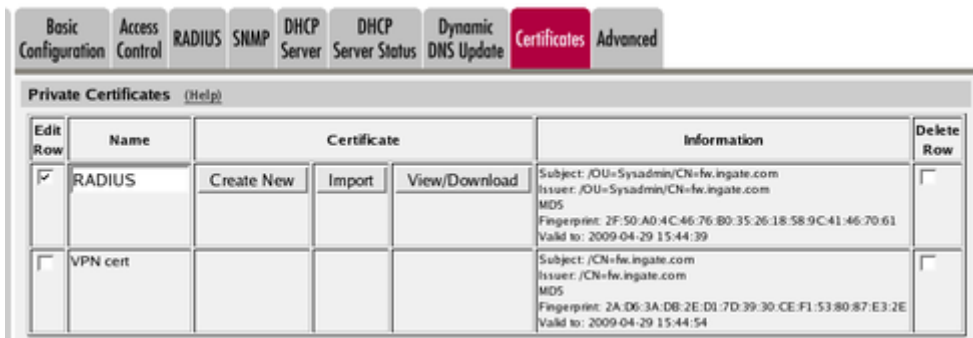 Basic Configuration
Access Control
RADIUS
SNMP
DHCP Server
DHCP Server Status
Dynamic DNS Update
Certificates
Advanced
Private Certificates (Help)
Edit Row
Name
Certificate
Information
Delete Row
RADIUS
Create New
Import
View/Download
Subject: /OU=Sysadmin/CN=fw.ingate.com
Issuer: /OU=Sysadmin/CN=fw.ingate.com
MD5
Fingerprint: 2F:50:A0:4C:46:76:B0:35:26:18:58:9C:41:46:70:61
Valid to: 2009-04-29 15:44:39
VPN cert
Subject: /CN=fw.ingate.com
Issuer: /CN=fw.ingate.com
MD5
Fingerprint: 2A:D6:3A:DB:2E:D1:7D:39:30:CE:F1:53:80:87:E3:2E
Valid to: 2009-04-29 15:44:54